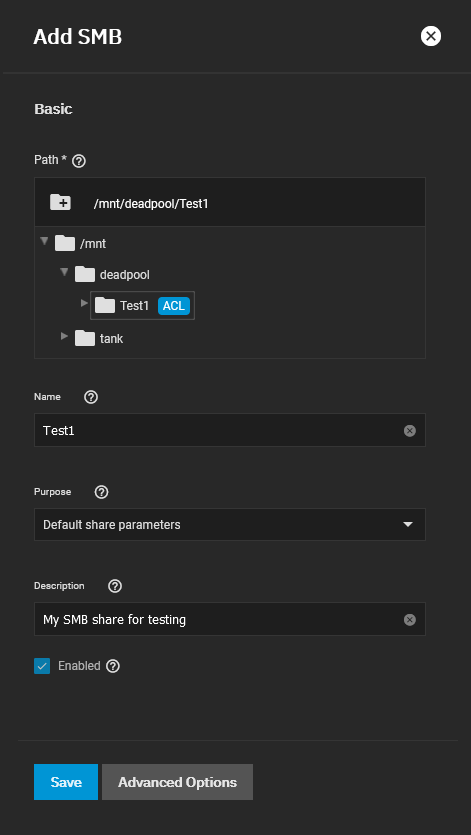 Add SMB
Basic
Path *
/mnt/deadpool/Test1
/mnt
deadpool
Test1 ACL
tank
Name
Test1
Purpose
Default share parameters
Description
My SMB share for testing
Enabled
Save Advanced Options